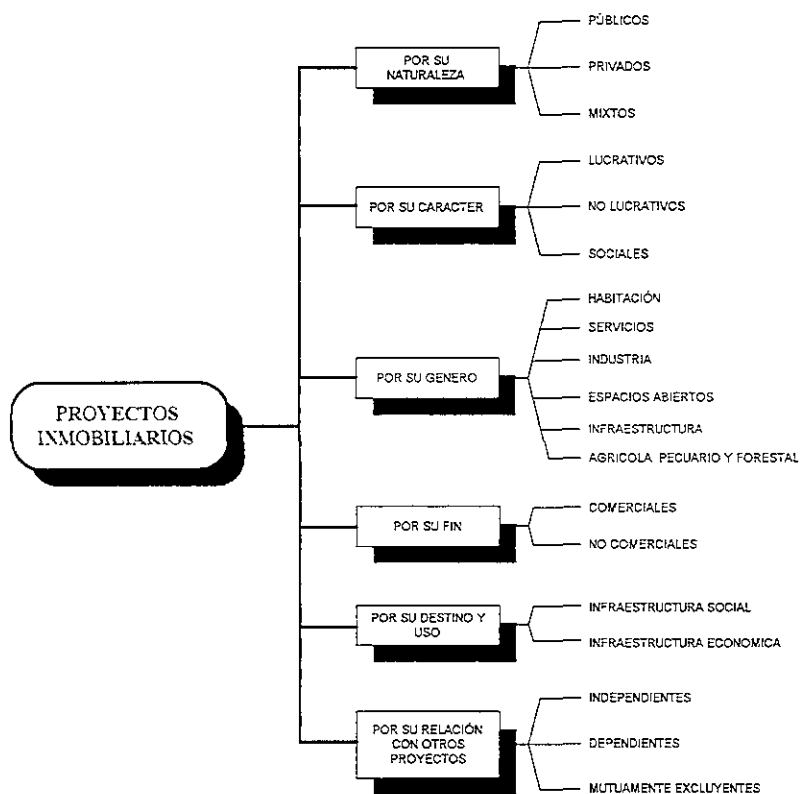 PROYECTOS
INMOBILIARIOS
POR SU
NATURALEZA
PÚBLICOS
PRIVADOS
MIXTOS
POR SU CARACTER
LUCRATIVOS
NO LUCRATIVOS
SOCIALES
POR SU GENERO
HABITACIÓN
SERVICIOS
INDUSTRIA
ESPACIOS ABIERTOS
INFRAESTRUCTURA
AGRICOLA PECUARIO Y FORESTAL
POR SU FIN
COMERCIALES
NO COMERCIALES
POR SU DESTINO Y
USO
INFRAESTRUCTURA SOCIAL
INFRAESTRUCTURA ECONOMICA
POR SU RELACIÓN
CON OTROS
PROYECTOS
INDEPENDIENTES
DEPENDIENTES
MUTUAMENTE EXCLUYENTES